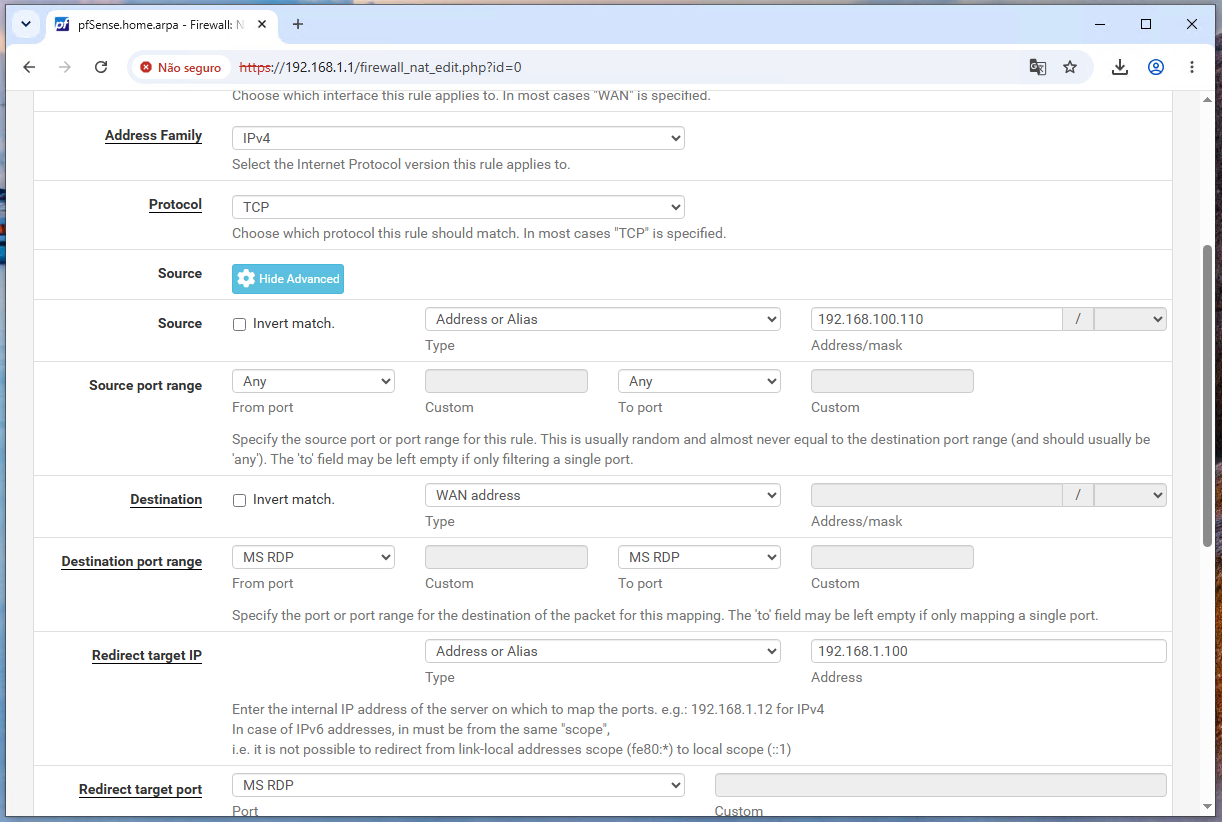 pfSense.home.arpa - Firewall: N
Não seguro https://192.168.1.1/firewall_nat_edit.php?id=0
Choose which interface this rule applies to. In most cases "WAN" is specified.
Address Family IPv4
Select the Internet Protocol version this rule applies to.
Protocol TCP
Choose which protocol this rule should match. In most cases "TCP" is specified.
Source Hide Advanced
Source Invert match. Address or Alias 192.168.100.110 /
Type Address/mask
Source port range Any Any
From port Custom To port Custom
Specify the source port or port range for this rule. This is usually random and almost never equal to the destination port range (and should usually be
'any'). The 'to' field may be left empty if only filtering a single port.
Destination Invert match. WAN address /
Type Address/mask
Destination port range MS RDP MS RDP
From port Custom To port Custom
Specify the port or port range for the destination of the packet for this mapping. The 'to' field may be left empty if only mapping a single port.
Redirect target IP Address or Alias 192.168.1.100
Type Address
Enter the internal IP address of the server on which to map the ports. e.g.: 192.168.1.12 for IPv4
In case of IPv6 addresses, in must be from the same "scope",
i.e. it is not possible to redirect from link-local addresses scope (fe80:*) to local scope (::1)
Redirect target port MS RDP
Port Custom